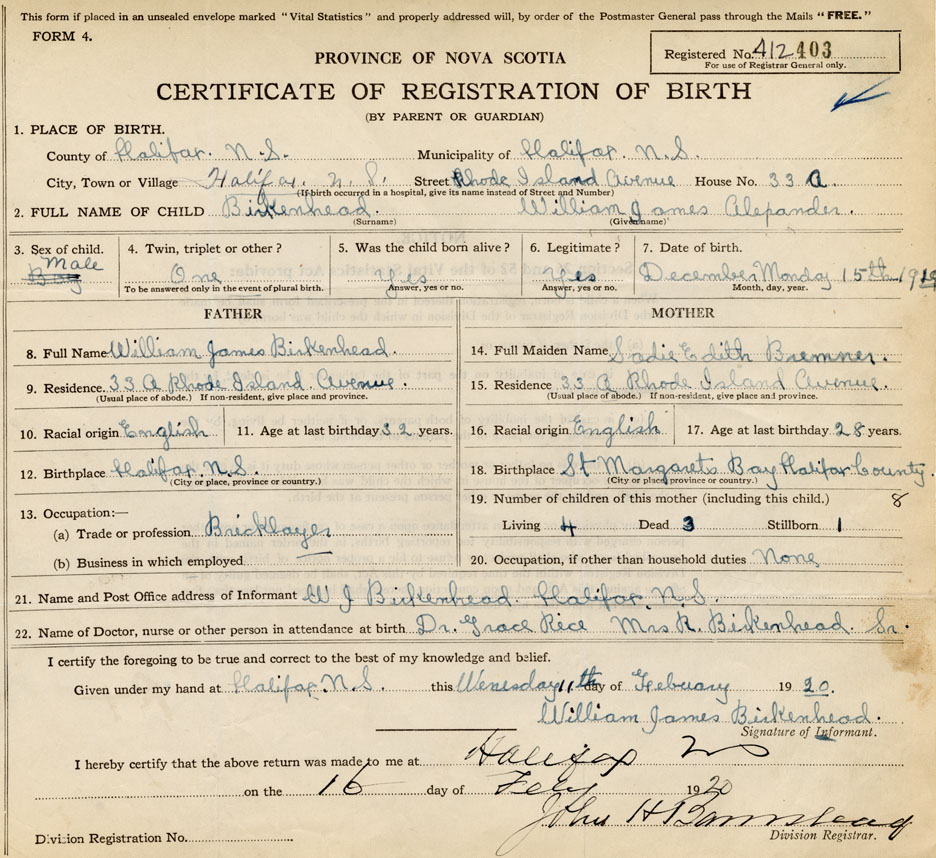 This form if placed in an unsealed envelope marked "Vital Statistics" and properly addressed will, by order of the Postmaster General pass through the Mails "FREE."
FORM 4.
Registered No. 412 403
For use of Registrar General only.
PROVINCE OF NOVA SCOTIA
CERTIFICATE OF REGISTRATION OF BIRTH
(BY PARENT OR GUARDIAN)
1. PLACE OF BIRTH.
County of Halifax. N.S. Municipality of Halifax. N.S.
City, Town or Village Halifax. N. S. Street Rhode Island Avenue House No. 33 A
(If birth occurred in a hospital, give its name instead of Street and Number)
2. FULL NAME OF CHILD Birkenhead. William James Alexander.
(Surname) (Given name)
3. Sex of child. 4. Twin, triplet or other? 5. Was the child born alive? 6. Legitimate? 7. Date of birth.
Male
Boy One Yes Yes December Monday 15th 1919
To be answered only in the event of plural birth. Answer, yes or no. Answer, yes or no. Month, day, year.
FATHER MOTHER
8. Full Name William James Birkenhead. 14. Full Maiden Name Sadie Edith Bremner.
9. Residence 33 A Rhode Island Avenue. 15. Residence 33 A Rhode Island Avenue.
(Usual place of abode.) If non-resident, give place and province. (Usual place of abode.) If non-resident, give place and province.
10. Racial origin English 11. Age at last birthday 32 years. 16. Racial origin English 17. Age at last birthday 28 years.
12. Birthplace Halifax. N.S. 18. Birthplace St Margarets Bay Halifax County.
(City or place, province or country.) (City or place, province or country.)
19. Number of children of this mother (including this child.) 8
13. Occupation:—
(a) Trade or profession Bricklayer Living 4 Dead 3 Stillborn 1
(b) Business in which employed 20. Occupation, if other than household duties None
21. Name and Post Office address of Informant W J Birkenhead. Halifax. N.S.
22. Name of Doctor, nurse or other person in attendance at birth Dr. Grace Rice Mrs R. Birkenhead. Sr.
I certify the foregoing to be true and correct to the best of my knowledge and belief.
Given under my hand at Halifax. N.S. this Wenesday 11th day of February 1920.
William James Birkenhead.
Signature of Informant.
I hereby certify that the above return was made to me at Halifax NS
on the 16 day of Feby 1920
John H Barnstead
Division Registrar.
Division Registration No.